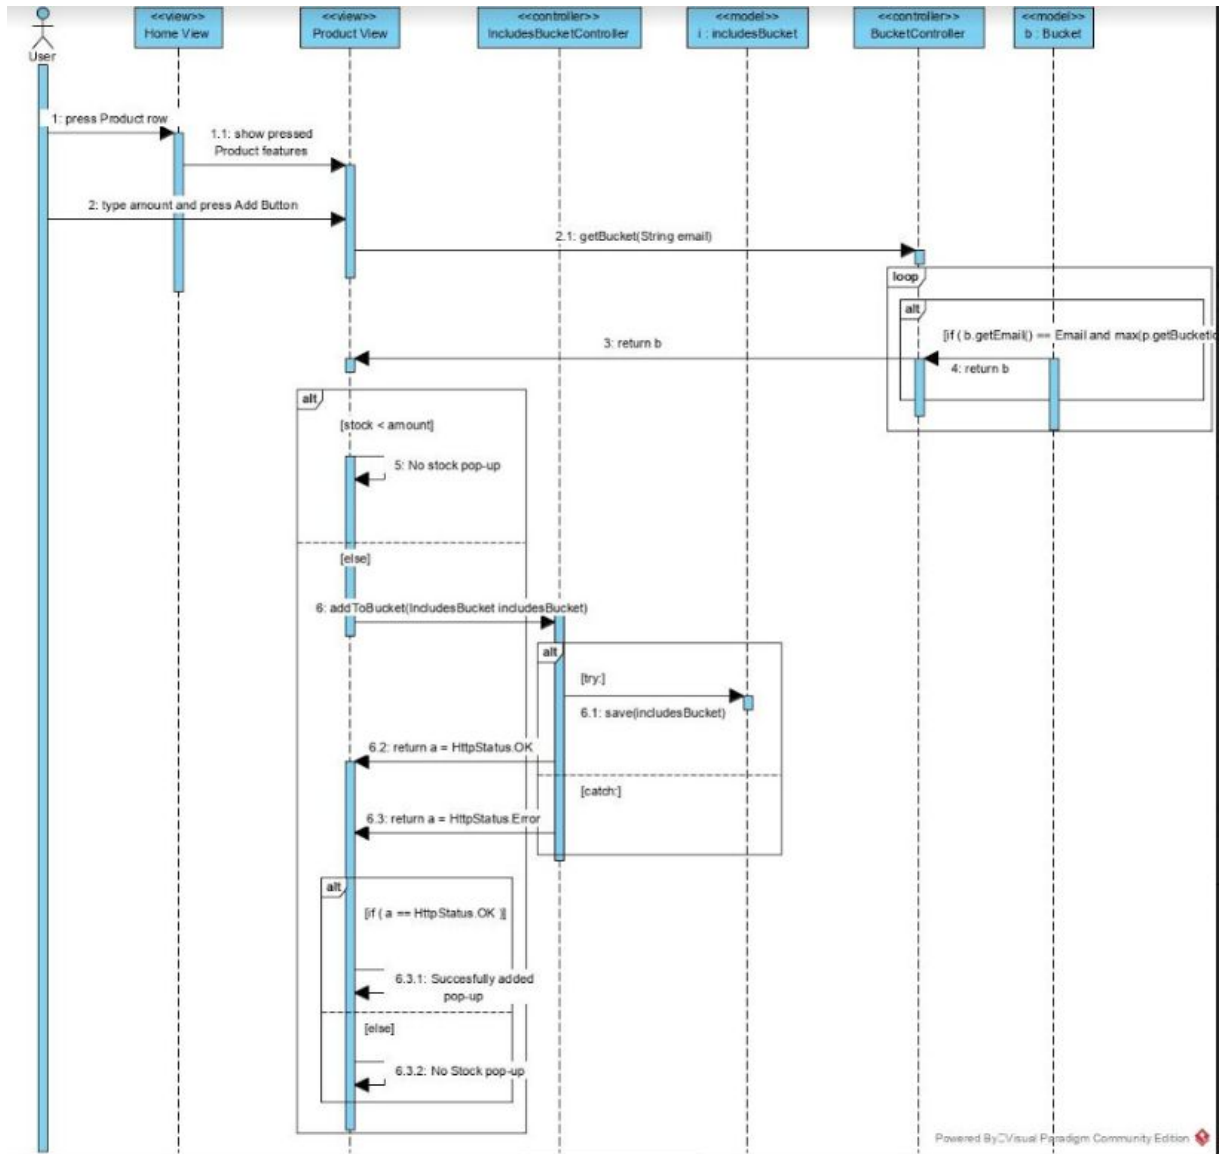 <<view>>
Home View
<<view>>
Product View
<<controller>>
IncludesBucketController
<<model>>
i : includesBucket
<<controller>>
BucketController
<<model>>
b : Bucket
User
1: press Product row
1.1: show pressed
Product features
2: type amount and press Add Button
2.1: getBucket(String email)
loop
alt
[if ( b.getEmail() == Email and max(p.getBucketId
3: return b
4: return b
alt
[stock < amount]
5: No stock pop-up
[else]
6: addToBucket(IncludesBucket includesBucket)
alt
[try:]
6.1: save(includesBucket)
6.2: return a = HttpStatus.OK
[catch:]
6.3: return a = HttpStatus.Error
alt
[if ( a == HttpStatus.OK )]
6.3.1: Succesfully added
pop-up
[else]
6.3.2: No Stock pop-up
Powered By Visual Paradigm Community Edition